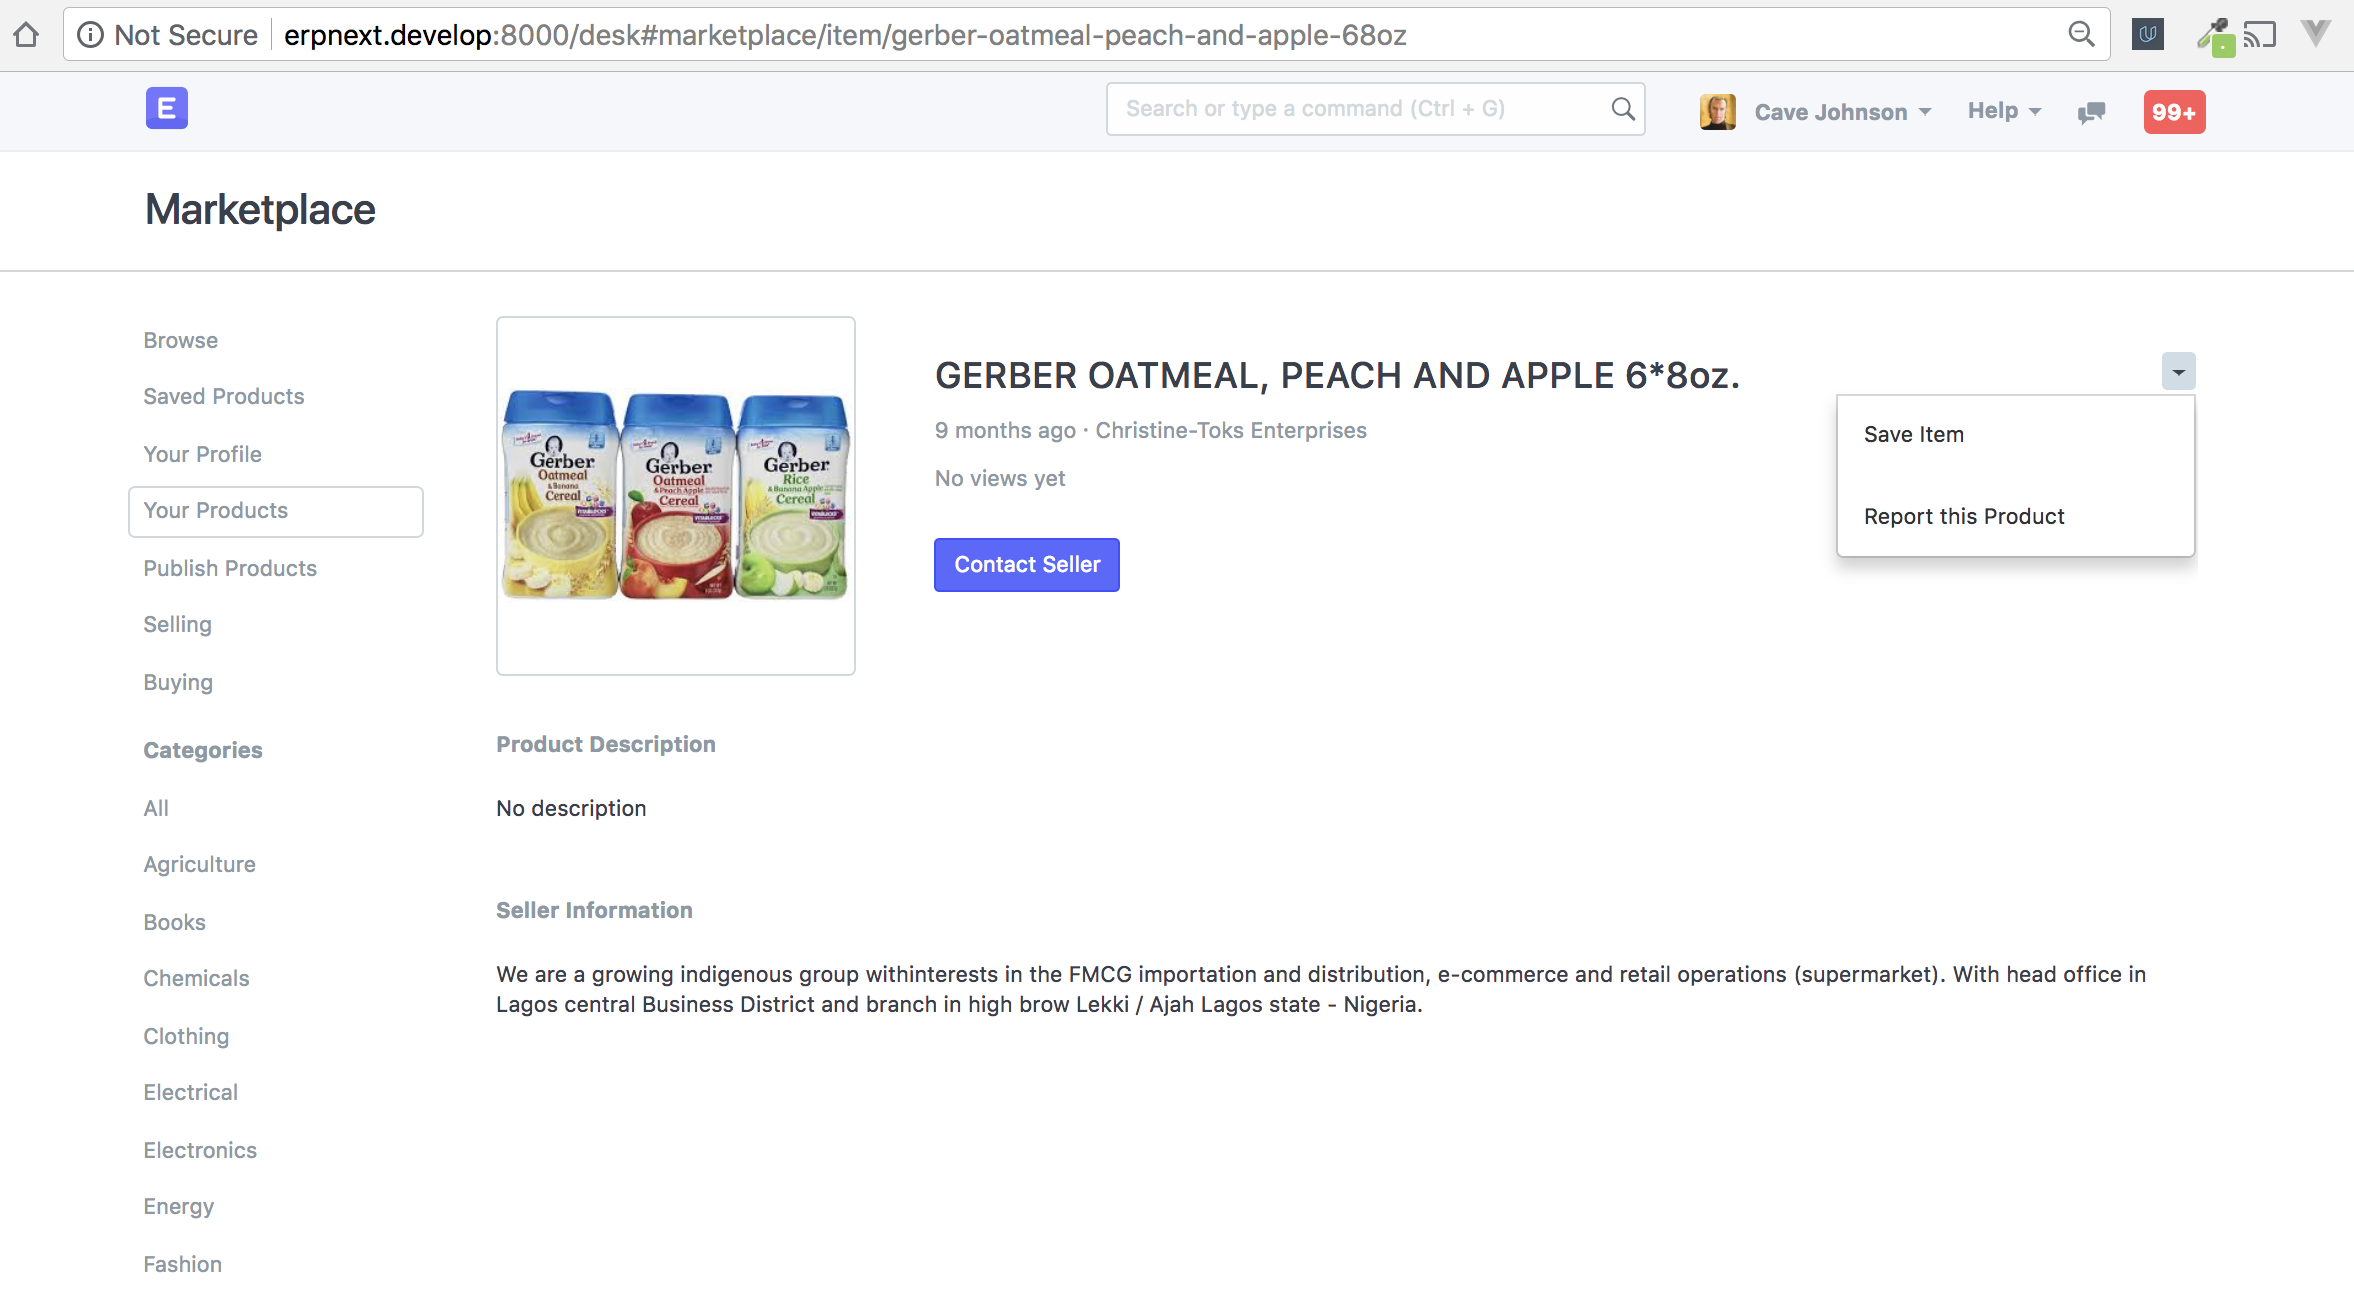 Not Secure erpnext.develop:8000/desk#marketplace/item/gerber-oatmeal-peach-and-apple-68oz
E
Search or type a command (Ctrl + G)
Cave Johnson
Help
99+
Marketplace
Browse
Saved Products
Your Profile
Your Products
Publish Products
Selling
Buying
Categories
All
Agriculture
Books
Chemicals
Clothing
Electrical
Electronics
Energy
Fashion
Gerber
Oatmeal
& Banana
Cereal
Gerber
Oatmeal
& Peach Apple
Cereal
Gerber
Rice
& Banana Apple
Cereal
GERBER OATMEAL, PEACH AND APPLE 6*8oz.
9 months ago · Christine-Toks Enterprises
No views yet
Contact Seller
Save Item
Report this Product
Product Description
No description
Seller Information
We are a growing indigenous group withinterests in the FMCG importation and distribution, e-commerce and retail operations (supermarket). With head office in
Lagos central Business District and branch in high brow Lekki / Ajah Lagos state - Nigeria.